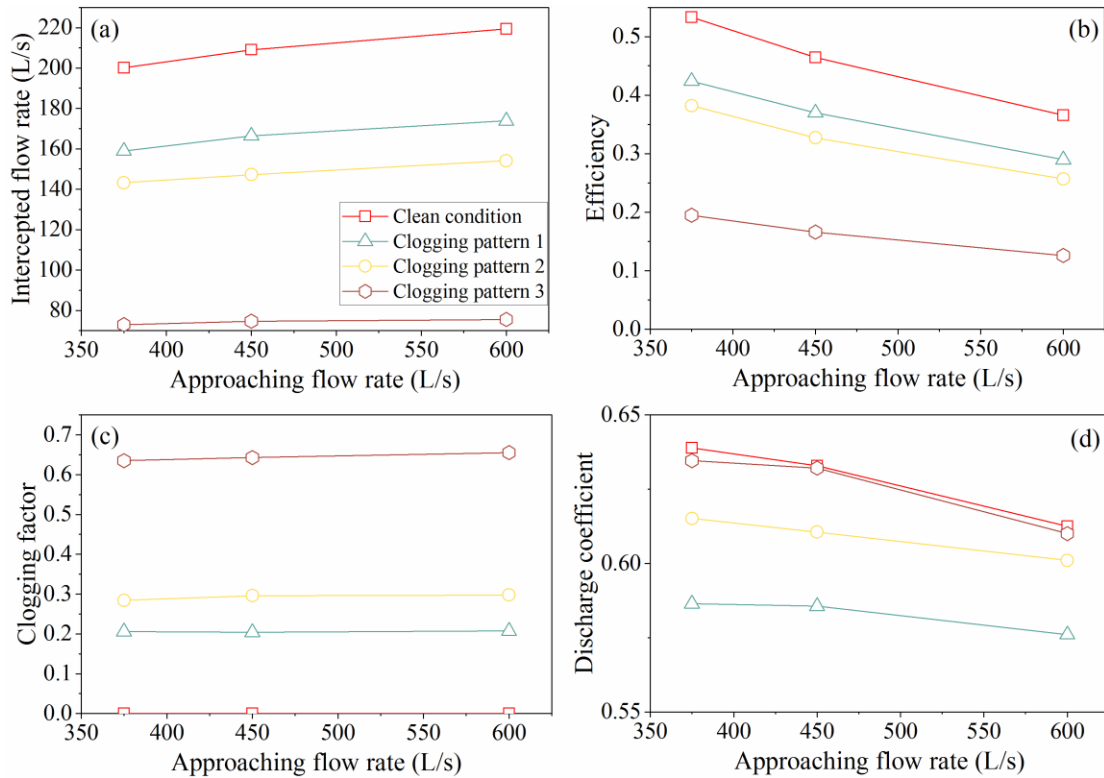 (a)
Intercepted flow rate (L/s)
220
200
180
160
140
120
100
80
Clean condition
Clogging pattern 1
Clogging pattern 2
Clogging pattern 3
350 400 450 500 550 600
Approaching flow rate (L/s)
(b)
Efficiency
0.5
0.4
0.3
0.2
0.1
0.0
350 400 450 500 550 600
Approaching flow rate (L/s)
(c)
Clogging factor
0.7
0.6
0.5
0.4
0.3
0.2
0.1
0.0
350 400 450 500 550 600
Approaching flow rate (L/s)
(d)
Discharge coefficient
0.65
0.60
0.55
350 400 450 500 550 600
Approaching flow rate (L/s)